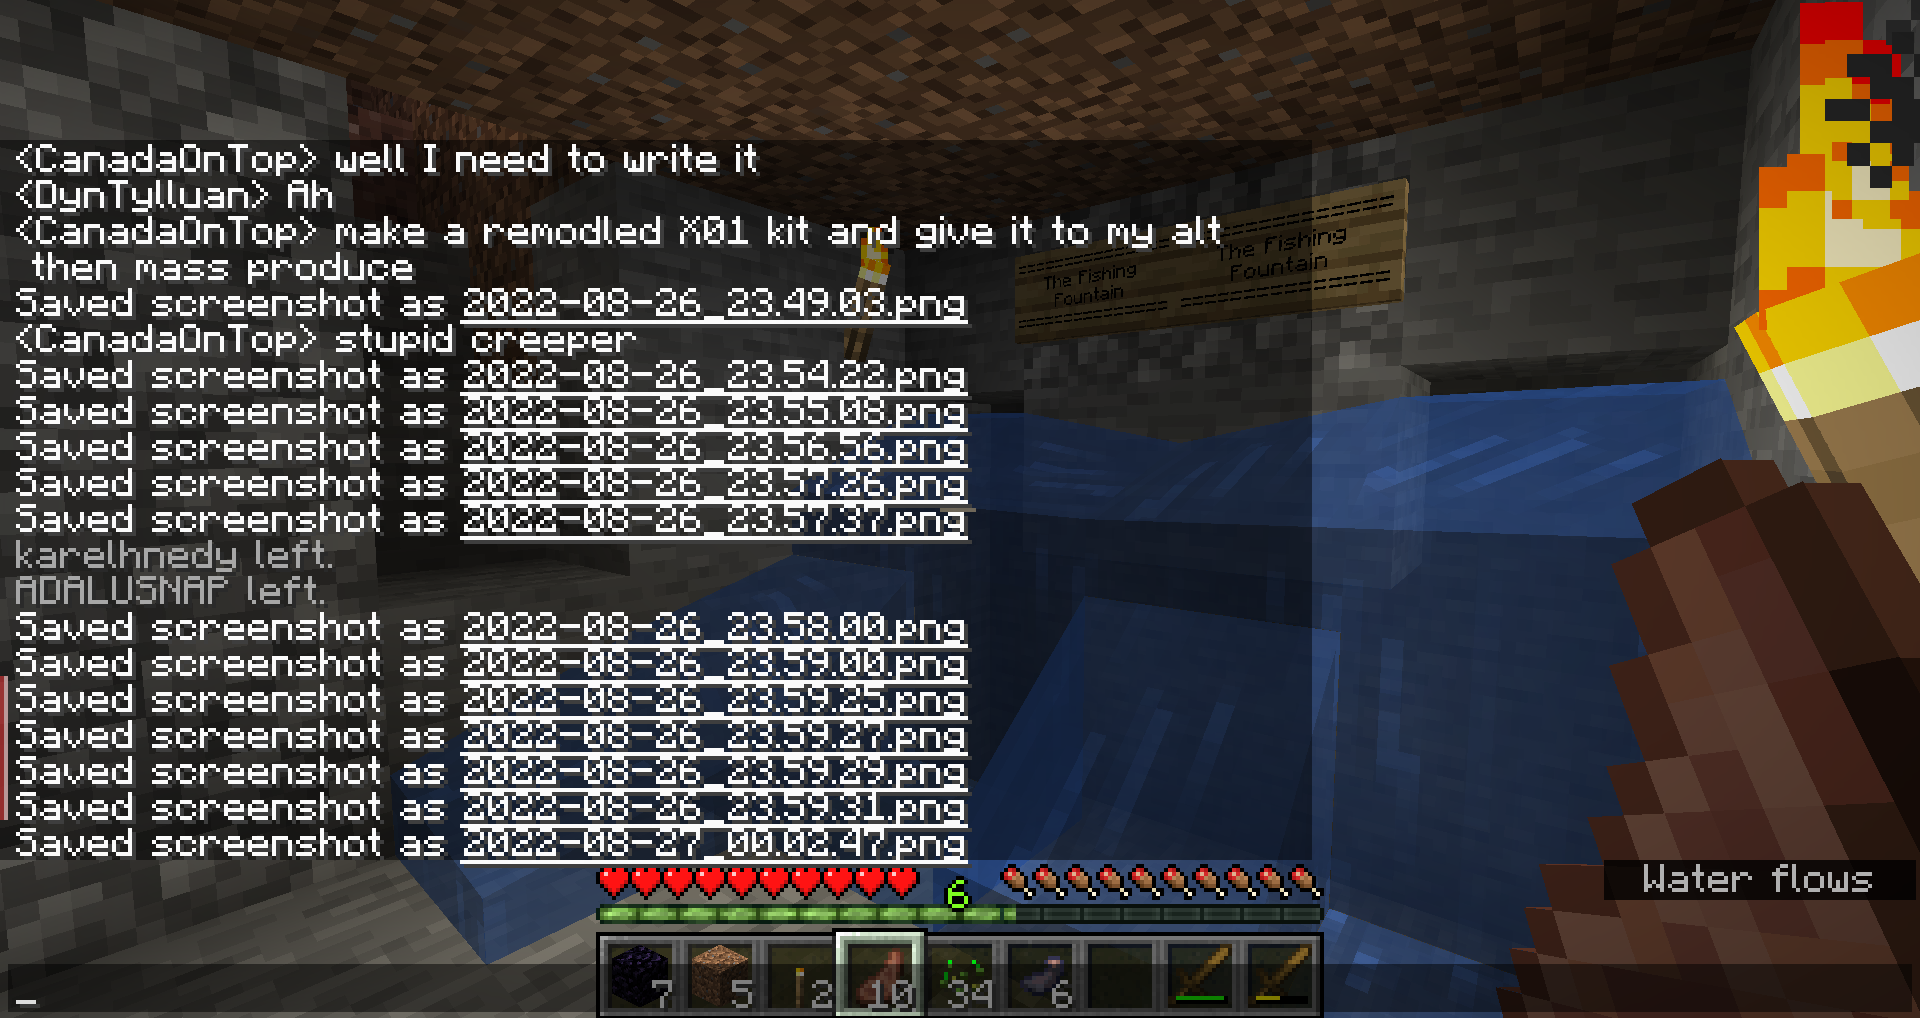 <CanadaOnTop> well I need to write it
<DynTylluan> Ah
<CanadaOnTop> make a remodled X01 kit and give it to my alt
then mass produce
Saved screenshot as 2022-08-26_23.49.03.png
<CanadaOnTop> stupid creeper
Saved screenshot as 2022-08-26_23.54.22.png
Saved screenshot as 2022-08-26_23.55.08.png
Saved screenshot as 2022-08-26_23.56.56.png
Saved screenshot as 2022-08-26_23.57.26.png
Saved screenshot as 2022-08-26_23.57.37.png
karelhnedy left.
ADALUSNAF left.
Saved screenshot as 2022-08-26_23.58.00.png
Saved screenshot as 2022-08-26_23.59.00.png
Saved screenshot as 2022-08-26_23.59.25.png
Saved screenshot as 2022-08-26_23.59.27.png
Saved screenshot as 2022-08-26_23.59.29.png
Saved screenshot as 2022-08-26_23.59.31.png
Saved screenshot as 2022-08-27_00.02.47.png
The Fishing
Fountain
The Fishing
Fountain
Water flows
6
7 5 2 10 34 6
_